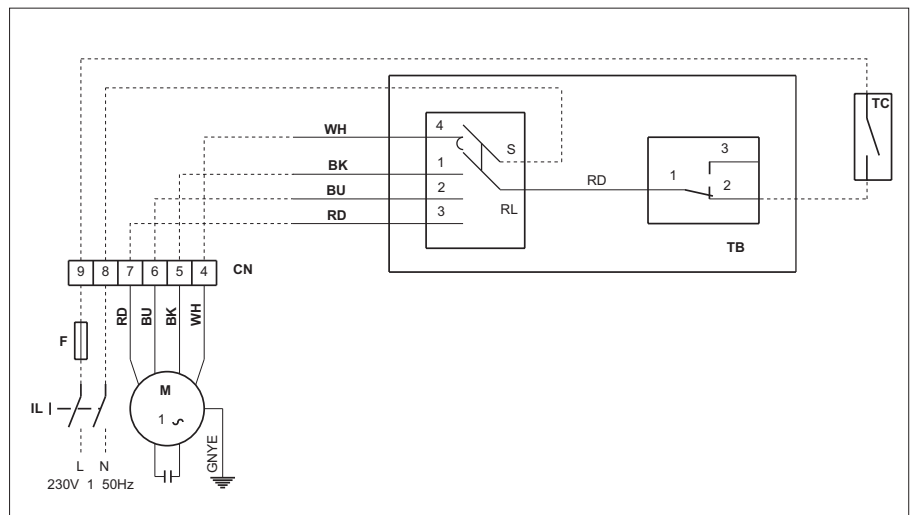 TC
WH
4
S
BK
1
3
BU
2
RD
1
2
RD
3
RL
TB
9 8 7 6 5 4 CN
RD
BU
BK
WH
F
M
IL
1
GNYE
L N
230V 1 50Hz